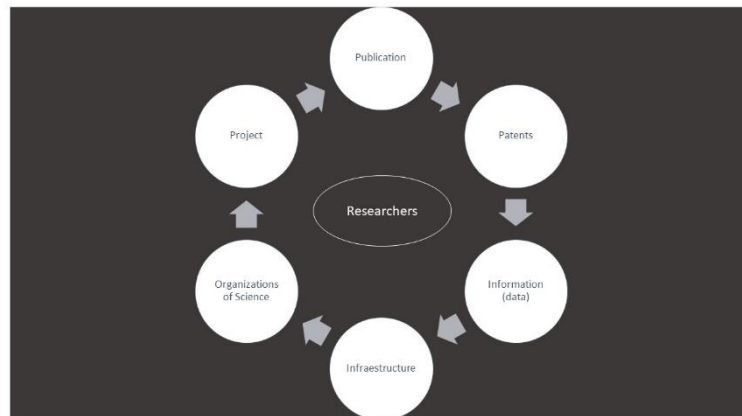 Publication
Patents
Project
Researchers
Information
(data)
Organizations
of Science
Infraestructure